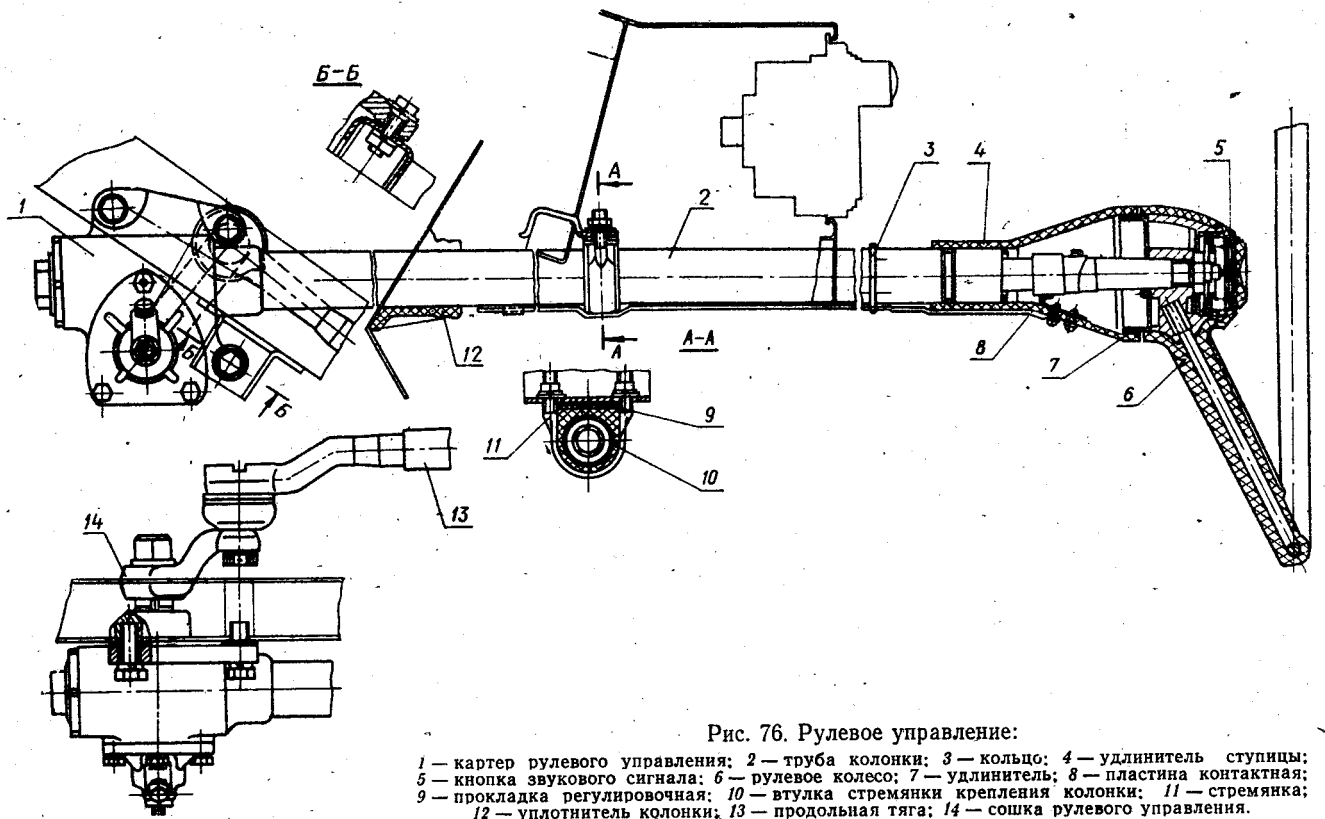 Б-Б
А
3
4
5
1
2
12
А
А-А
8
7
6
Б
Б
9
11
10
13
14
Рис. 76. Рулевое управление:
1 — картер рулевого управления; 2 — труба колонки; 3 — кольцо; 4 — удлинитель ступицы;
5 — кнопка звукового сигнала; 6 — рулевое колесо; 7 — удлинитель; 8 — пластина контактная;
9 — прокладка регулировочная; 10 — втулка стремянки крепления колонки; 11 — стремянка;
12 — уплотнитель колонки; 13 — продольная тяга; 14 — сошка рулевого управления.